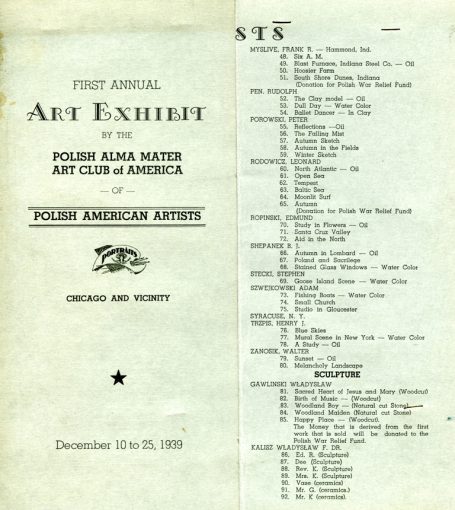 FIRST ANNUAL
ART EXHIBIT
BY THE
POLISH ALMA MATER
ART CLUB of AMERICA
— OF —
POLISH AMERICAN ARTISTS
PORTRAITS
CHICAGO AND VICINITY
December 10 to 25, 1939
STS
MYSLIVE, FRANK R. — Hammond, Ind.
48. Six A. M.
49. Blast Furnace, Indiana Steel Co. — Oil
50. Hoosier Farm
51. South Shore Dunes, Indiana
(Donation for Polish War Relief Fund)
PEN, RUDOLPH
52. The Clay model — Oil
53. Dull Day — Water Color
54. Ballet Dancer — In Clay
POROWSKI, PETER
55. Reflections —Oil
56. The Falling Mist
57. Autumn Sketch
58. Autumn in the Fields
59. Winter Sketch
RODOWICZ, LEONARD
60. North Atlantic — Oil
61. Open Sea
62. Tempest
63. Baltic Sea
64. Moonlit Surf
65. Autumn
(Donation for Polish War Relief Fund)
ROPINSKI, EDMUND
70. Study in Flowers — Oil
71. Santa Cruz Valley
72. Aid in the North
SHEPANEK R. J.
66. Autumn in Lombard — Oil
67. Poland and Sacrilege
68. Stained Glass Windows — Water Color
STECKI, STEPHEN
69. Goose Island Scene — Water Color
SZWEJKOWSKI ADAM
73. Fishing Boats — Water Color
74. Small Church
75. Studio in Gloucester
SYRACUSE, N. Y.
TRZPIS, HENRY J.
76. Blue Skies
77. Mural Scene in New York — Water Color
78. A Study — Oil
ZANOSIK, WALTER
79. Sunset — Oil
80. Melancholy Landscape
SCULPTURE
GAWLINSKI WŁADYSŁAW
81. Sacred Heart of Jesus and Mary (Woodcut)
82. Birth of Music — (Woodcut)
83. Woodland Boy — (Natural cut Stone)
84. Woodland Maiden (Natural cut Stone)
85. Happy Place — (Woodcut).
The Money that is derived from the first
work that is sold will be donated to the
Polish War Relief Fund.
KALISZ WŁADYSŁAW F. DR.
86. Ed. R. (Sculpture)
87. Dee (Sculpture)
88. Rev. K. (Sculpture)
89. Mrs. K. (Sculpture)
90. Vase (ceramics)
91. Mr. G. (ceramics.)
92. Mr. K (ceramics).